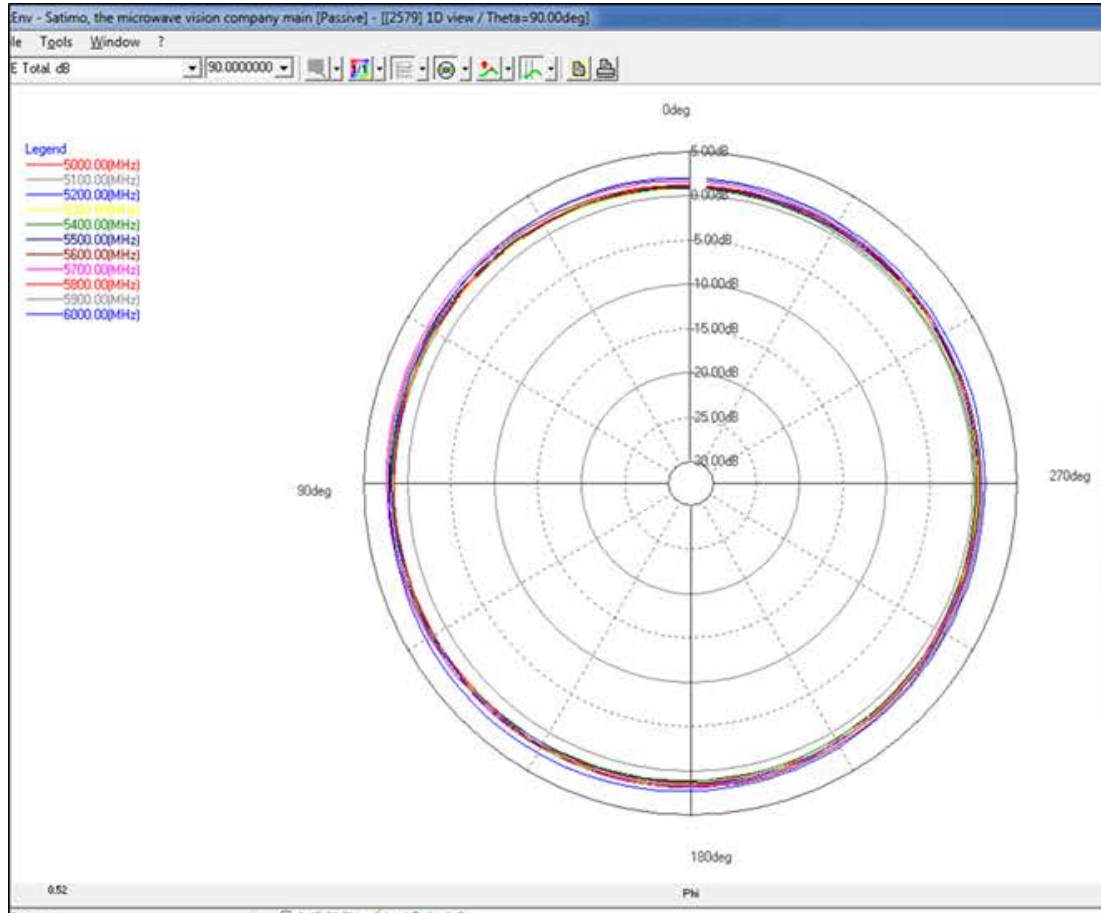 Env - Satimo, the microwave vision company main [Passive] - [[2579] 1D view / Theta=90.00deg]
le Tools Window ?
E Total dB 90.0000000 1/1
0deg
Legend
5000.00(MHz)
5100.00(MHz)
5200.00(MHz)
5400.00(MHz)
5500.00(MHz)
5600.00(MHz)
5700.00(MHz)
5800.00(MHz)
5900.00(MHz)
6000.00(MHz)
5.00dB
0.00dB
-5.00dB
-10.00dB
-15.00dB
-20.00dB
-25.00dB
-30.00dB
90deg
270deg
180deg
0.52 Phi